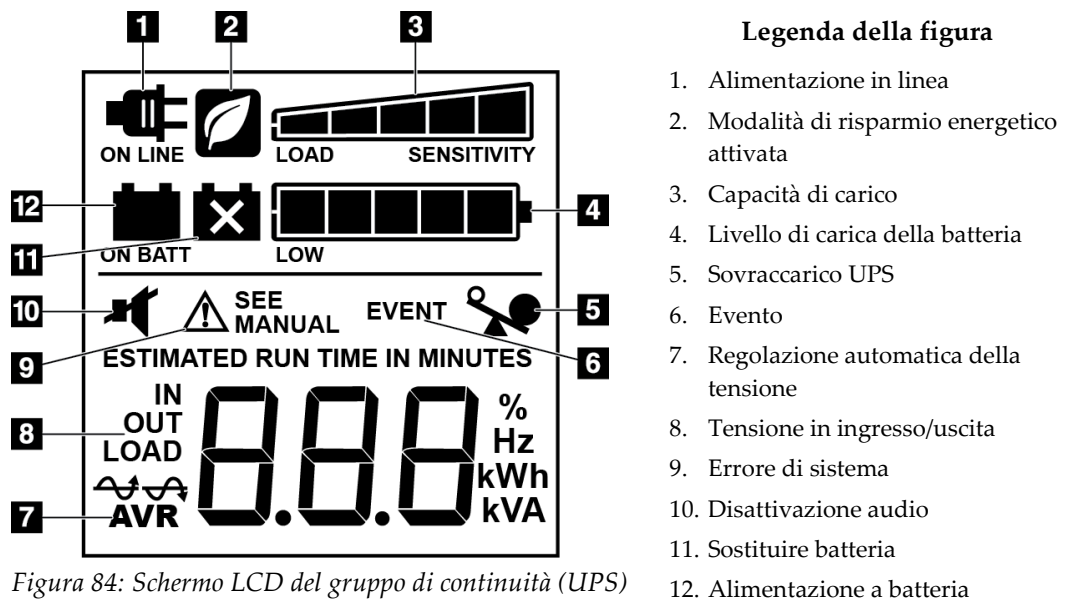 1 2 3
ON LINE LOAD SENSITIVITY
12 4
11 ON BATT LOW
10 SEE EVENT 5
MANUAL
9 ESTIMATED RUN TIME IN MINUTES 6
IN %
8 OUT 8.8.8 Hz
LOAD kWh
7 AVR kVA
Figura 84: Schermo LCD del gruppo di continuità (UPS)
Legenda della figura
1. Alimentazione in linea
2. Modalità di risparmio energetico
attivata
3. Capacità di carico
4. Livello di carica della batteria
5. Sovraccarico UPS
6. Evento
7. Regolazione automatica della
tensione
8. Tensione in ingresso/uscita
9. Errore di sistema
10. Disattivazione audio
11. Sostituire batteria
12. Alimentazione a batteria